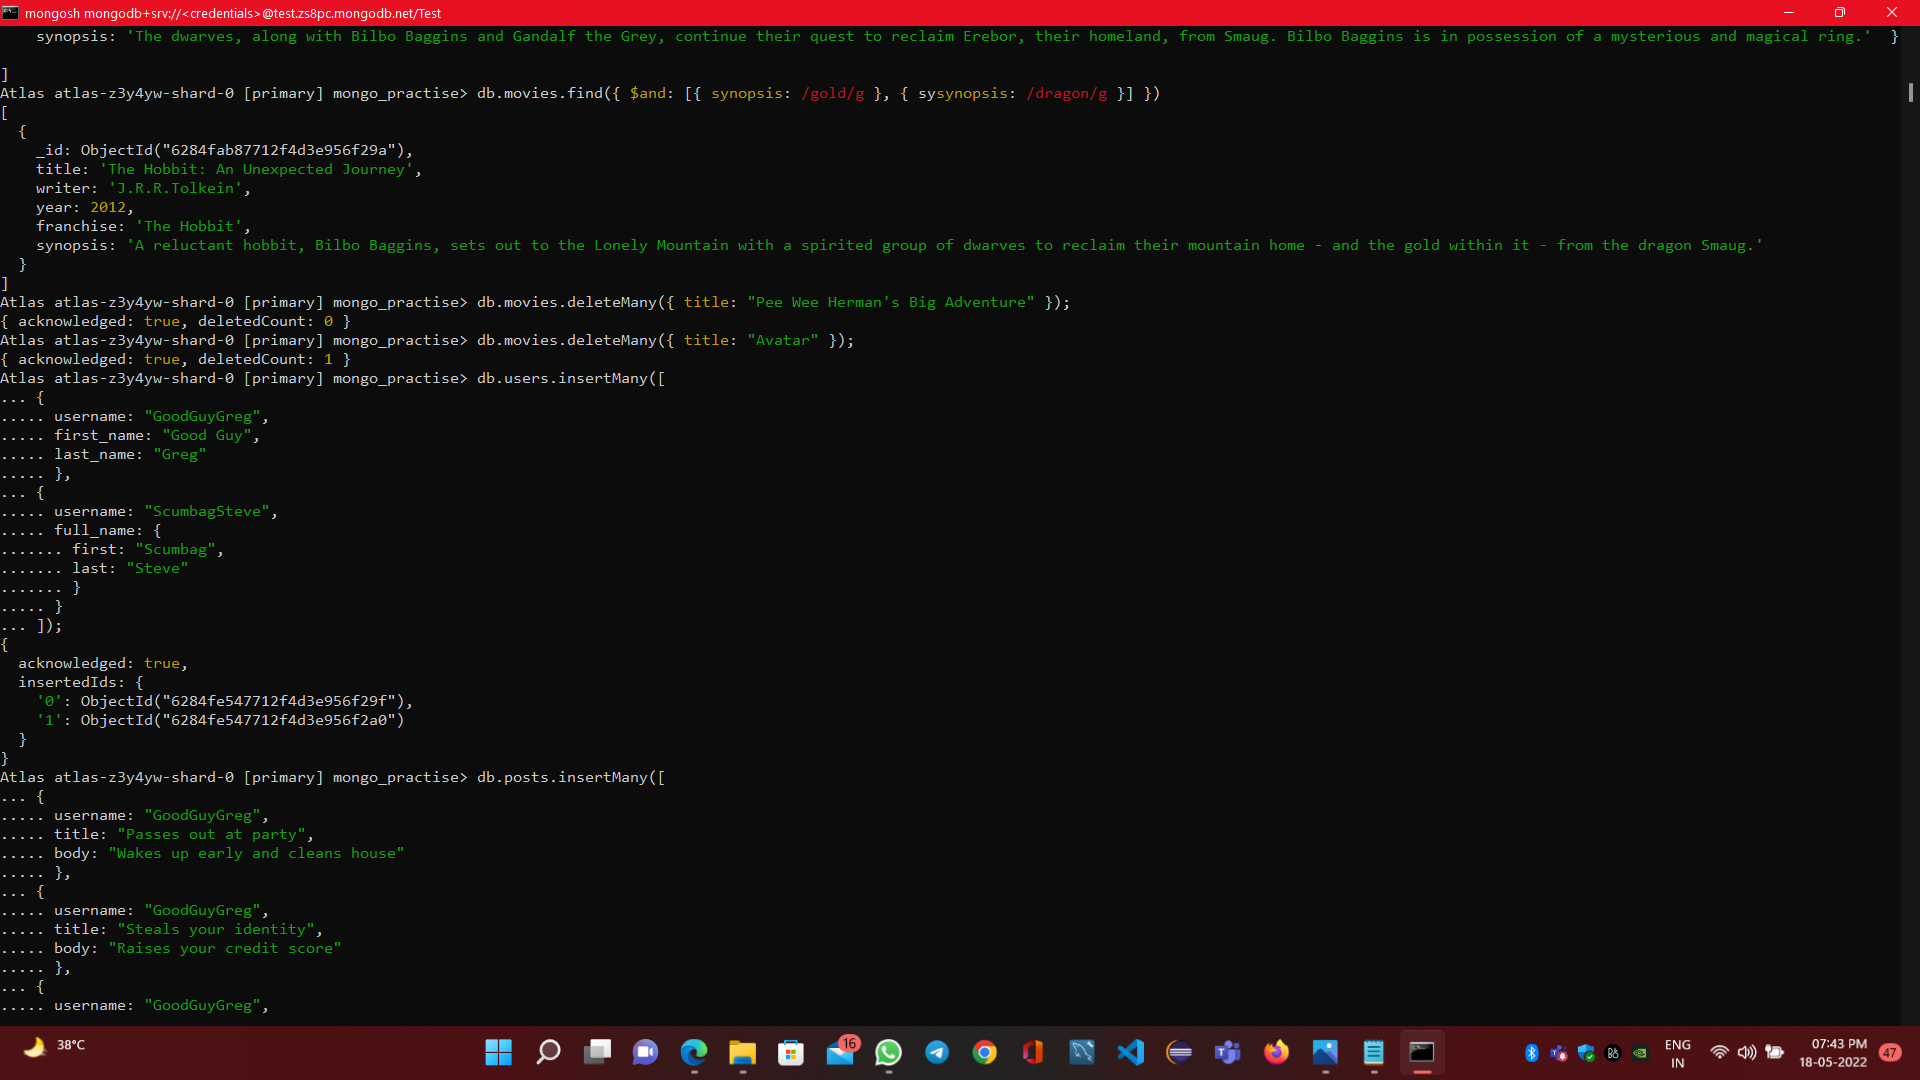 mongosh mongodb+srv://<credentials>@test.zs8pc.mongodb.net/Test
    synopsis: 'The dwarves, along with Bilbo Baggins and Gandalf the Grey, continue their quest to reclaim Erebor, their homeland, from Smaug. Bilbo Baggins is in possession of a mysterious and magical ring.'  }
]
Atlas atlas-z3y4yw-shard-0 [primary] mongo_practise> db.movies.find({ $and: [{ synopsis: /gold/g }, { sysynopsis: /dragon/g }] })
[
  {
    _id: ObjectId("6284fab87712f4d3e956f29a"),
    title: 'The Hobbit: An Unexpected Journey',
    writer: 'J.R.R.Tolkein',
    year: 2012,
    franchise: 'The Hobbit',
    synopsis: 'A reluctant hobbit, Bilbo Baggins, sets out to the Lonely Mountain with a spirited group of dwarves to reclaim their mountain home - and the gold within it - from the dragon Smaug.'
  }
]
Atlas atlas-z3y4yw-shard-0 [primary] mongo_practise> db.movies.deleteMany({ title: "Pee Wee Herman's Big Adventure" });
{ acknowledged: true, deletedCount: 0 }
Atlas atlas-z3y4yw-shard-0 [primary] mongo_practise> db.movies.deleteMany({ title: "Avatar" });
{ acknowledged: true, deletedCount: 1 }
Atlas atlas-z3y4yw-shard-0 [primary] mongo_practise> db.users.insertMany([
... {
..... username: "GoodGuyGreg",
..... first_name: "Good Guy",
..... last_name: "Greg"
..... },
... {
..... username: "ScumbagSteve",
..... full_name: {
....... first: "Scumbag",
....... last: "Steve"
....... }
..... }
... ]);
{
  acknowledged: true,
  insertedIds: {
    '0': ObjectId("6284fe547712f4d3e956f29f"),
    '1': ObjectId("6284fe547712f4d3e956f2a0")
  }
}
Atlas atlas-z3y4yw-shard-0 [primary] mongo_practise> db.posts.insertMany([
... {
..... username: "GoodGuyGreg",
..... title: "Passes out at party",
..... body: "Wakes up early and cleans house"
..... },
... {
..... username: "GoodGuyGreg",
..... title: "Steals your identity",
..... body: "Raises your credit score"
..... },
... {
..... username: "GoodGuyGreg",
38°C
16
ENG
IN
07:43 PM
18-05-2022
47